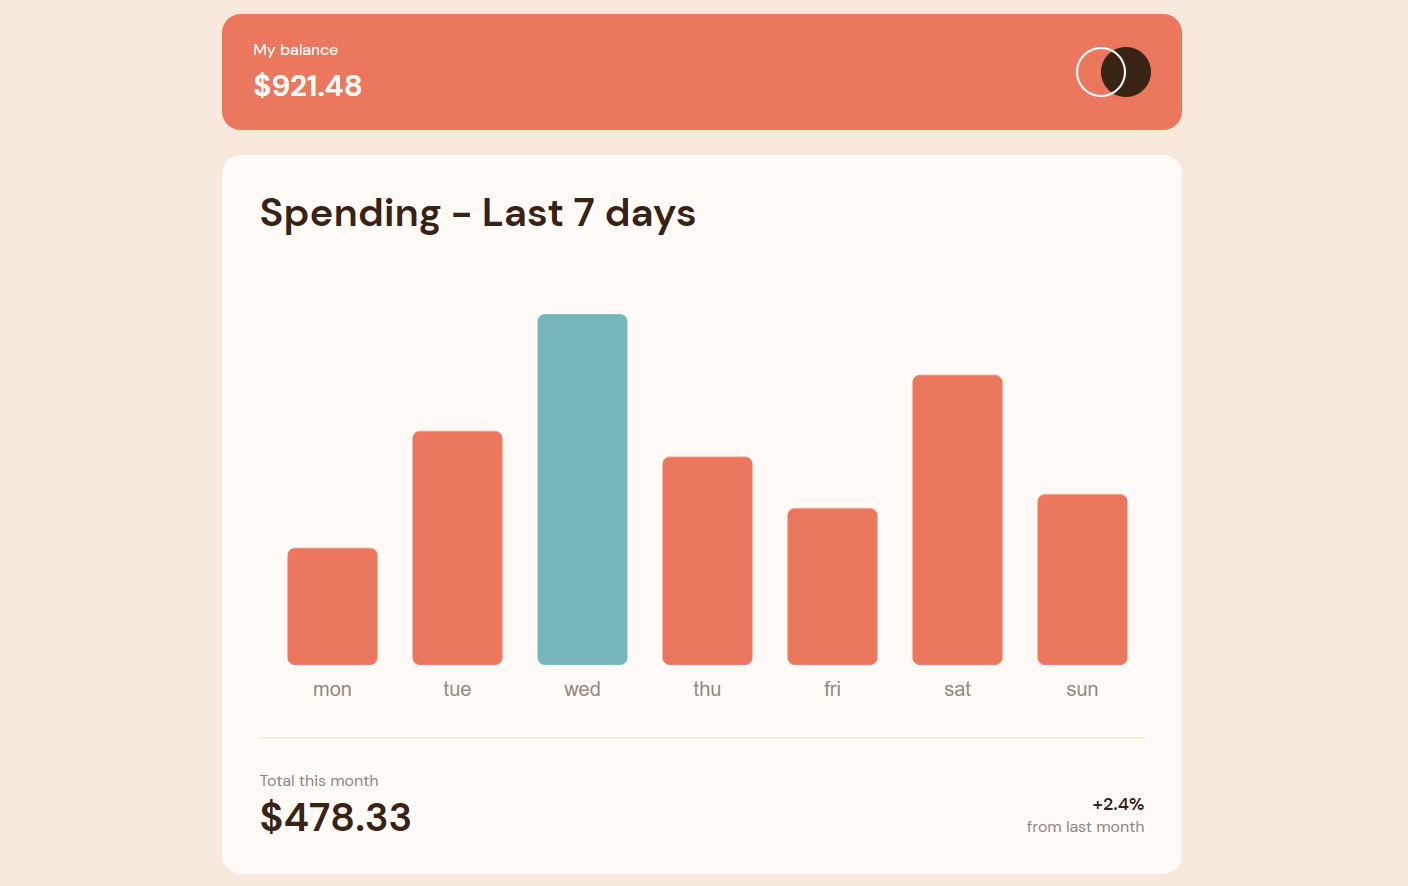 My balance
$921.48
Spending - Last 7 days
mon tue wed thu fri sat sun
Total this month
$478.33
+2.4%
from last month